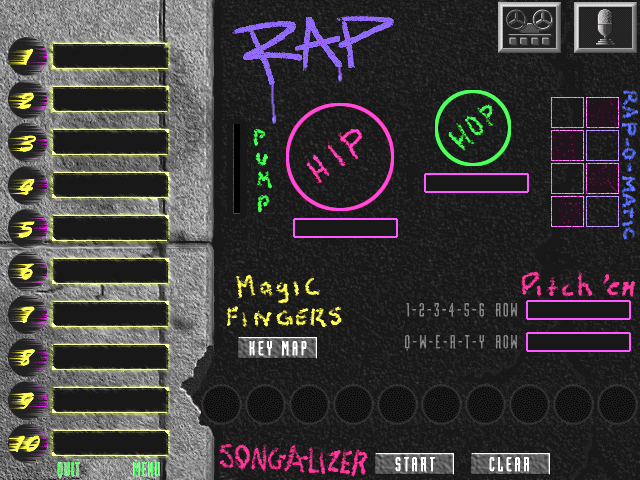 RAP
1
2
3
4
5
6
7
8
9
10
PUMP
HIP
HOP
RAP-O-MATIC
Magic
FINGERS
KEY MAP
Pitch 'em
1-2-3-4-5-6 ROW
Q-W-E-R-T-Y ROW
SONGALIZER
START
CLEAR
QUIT
MENU